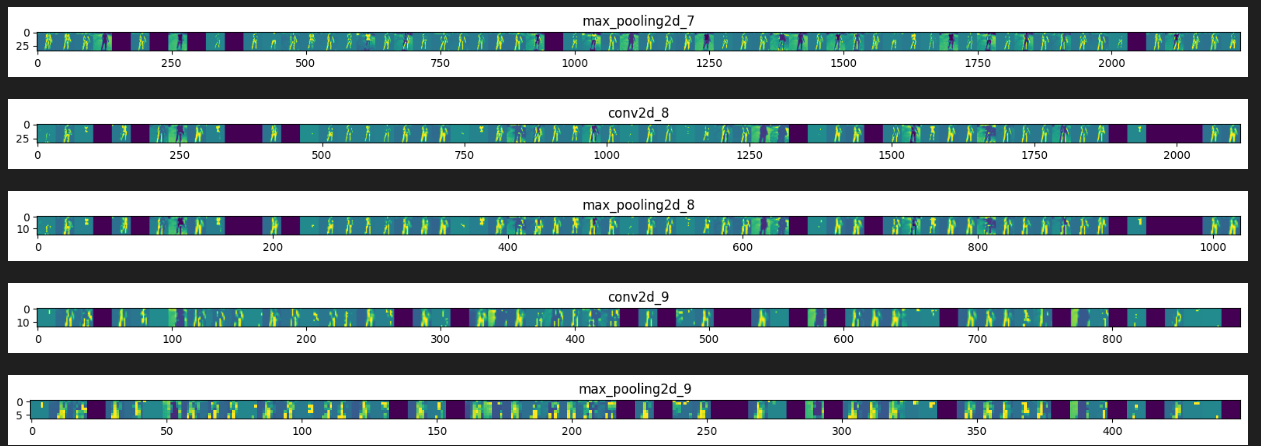 max_pooling2d_7
0
25
0 250 500 750 1000 1250 1500 1750 2000
conv2d_8
0
25
0 250 500 750 1000 1250 1500 1750 2000
max_pooling2d_8
0
10
0 200 400 600 800 1000
conv2d_9
0
10
0 100 200 300 400 500 600 700 800
max_pooling2d_9
0
5
0 50 100 150 200 250 300 350 400